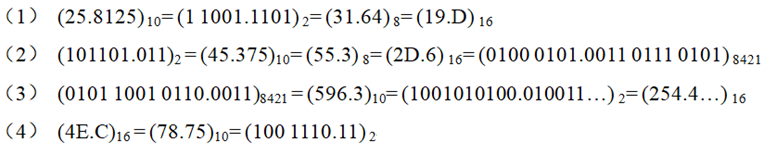 （1） (25.8125)10=(1 1001.1101)2=(31.64)8=(19.D)16
（2） (101101.011)2=(45.375)10=(55.3)8=(2D.6)16=(0100 0101.0011 0111 0101)8421
（3） (0101 1001 0110.0011)8421=(596.3)10=(1001010100.010011…)2=(254.4…)16
（4） (4E.C)16=(78.75)10=(100 1110.11)2